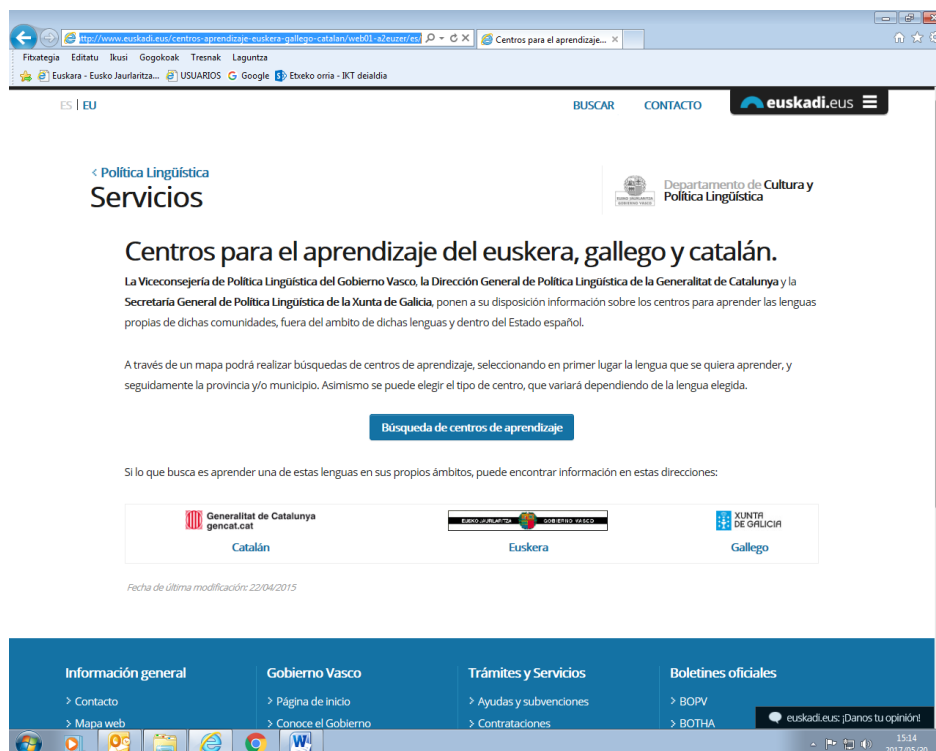 ttp://www.euskadi.eus/centros-aprendizaje-euskera-gallego-catalan/web01-a2euzer/es/
Centros para el aprendizaje...
Fitxategia Editatu Ikusi Gogokoak Tresnak Laguntza
Euskara - Eusko Jaurlaritza... USUARIOS Google Etxeko orria - IKT deialdia
ES | EU
BUSCAR CONTACTO euskadi.eus
< Política Lingüística
Servicios
Departamento de Cultura y
Política Lingüística
EUSKO JAURLARITZA
GOBIERNO VASCO
Centros para el aprendizaje del euskera, gallego y catalán.
La Viceconsejería de Política Lingüística del Gobierno Vasco, la Dirección General de Política Lingüística de la Generalitat de Catalunya y la
Secretaría General de Política Lingüística de la Xunta de Galicia, ponen a su disposición información sobre los centros para aprender las lenguas
propias de dichas comunidades, fuera del ambito de dichas lenguas y dentro del Estado español.
A través de un mapa podrá realizar búsquedas de centros de aprendizaje, seleccionando en primer lugar la lengua que se quiera aprender, y
seguidamente la provincia y/o municipio. Asimismo se puede elegir el tipo de centro, que variará dependiendo de la lengua elegida.
Búsqueda de centros de aprendizaje
Si lo que busca es aprender una de estas lenguas en sus propios ámbitos, puede encontrar información en estas direcciones:
Generalitat de Catalunya
gencat.cat
EUSKO JAURLARITZA GOBIERNO VASCO
XUNTA
DE GALICIA
Catalán Euskera Gallego
Fecha de última modificación: 22/04/2015
Información general Gobierno Vasco Trámites y Servicios Boletines oficiales
> Contacto > Página de inicio > Ayudas y subvenciones > BOPV
> Mapa web > Conoce el Gobierno > Contrataciones > BOTHA
euskadi.eus: ¡Danos tu opinión!
15:14
2017/05/30